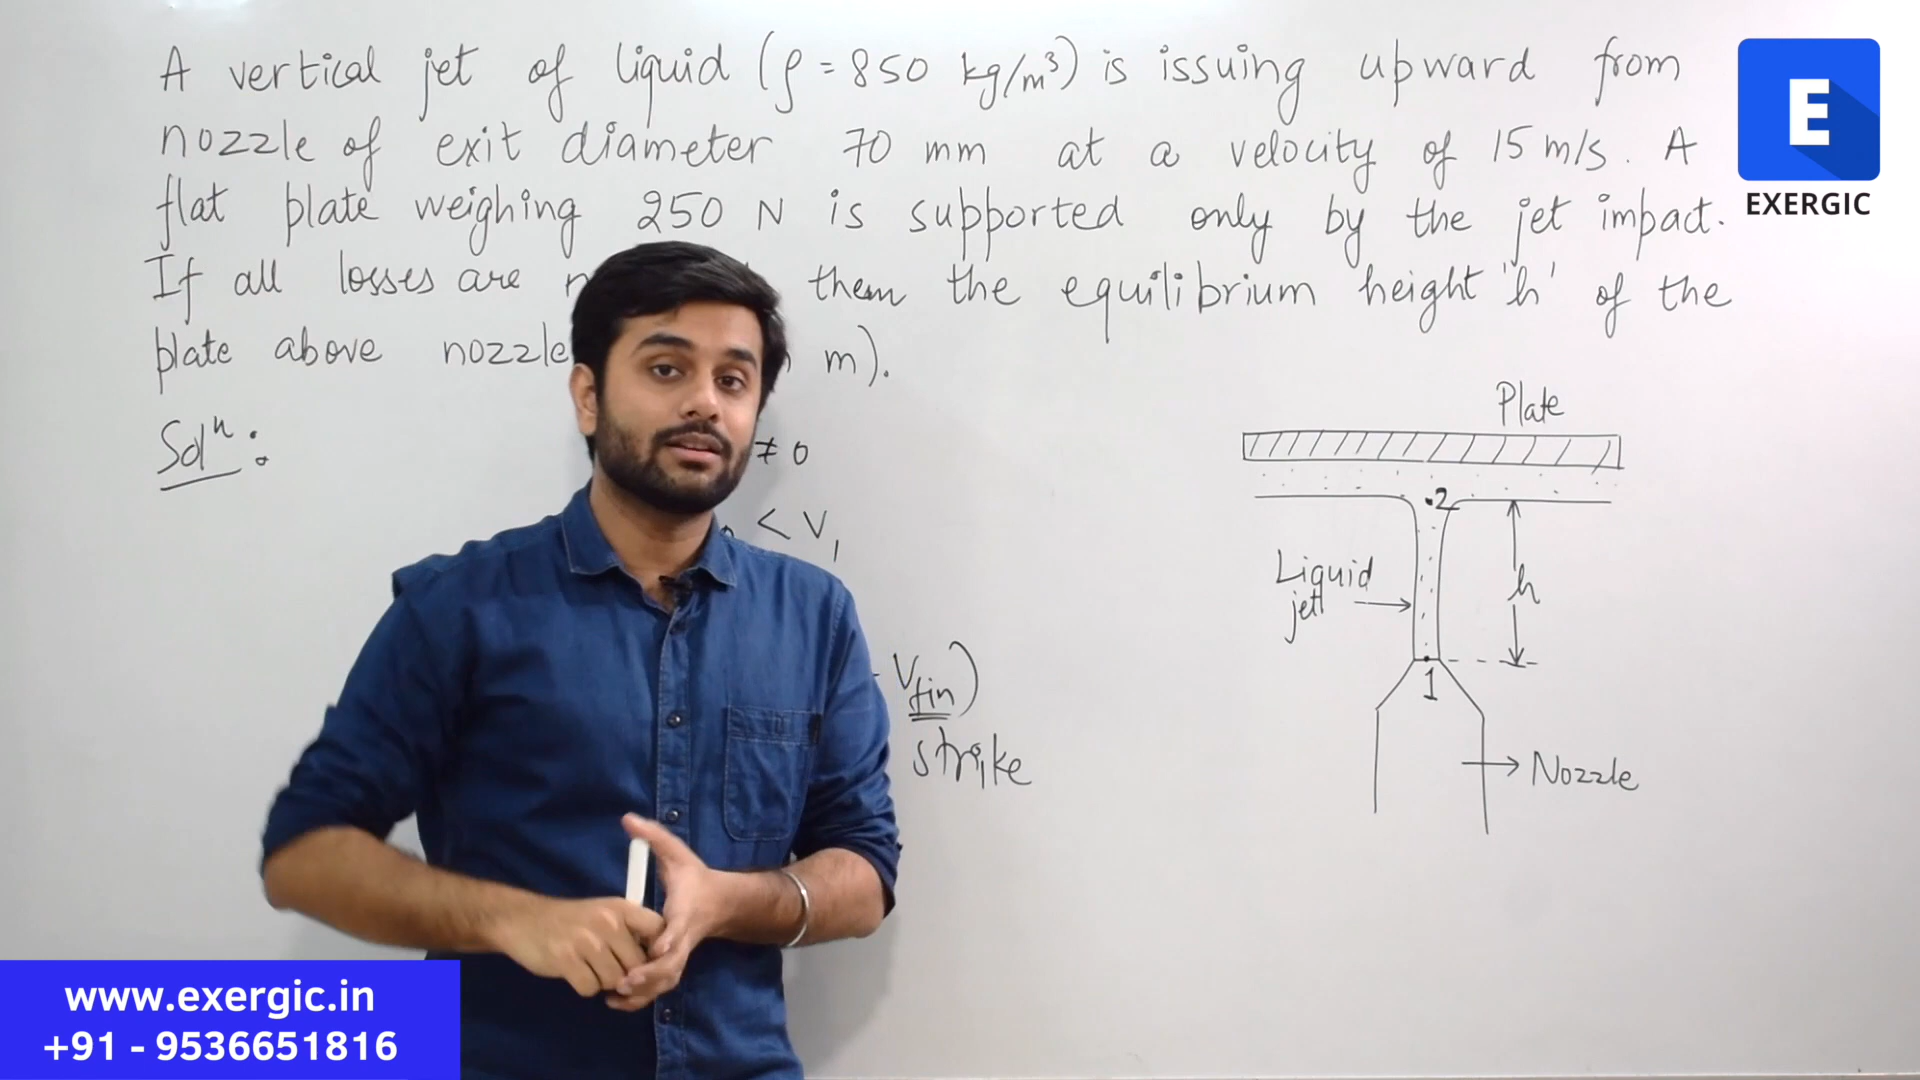 A vertical jet of liquid (ρ = 850 kg/m³) is issuing upward from
nozzle of exit diameter 70 mm at a velocity of 15 m/s. A
flat plate weighing 250 N is supported only by the jet impact.
If all losses are them the equilibrium height 'h' of the
plate above nozzle m).
E
EXERGIC
Solⁿ :
≠ 0
< V₁
V fin)
strike
Plate
.2
Liquid
jet
h
1
Nozzle
www.exergic.in
+91 - 9536651816